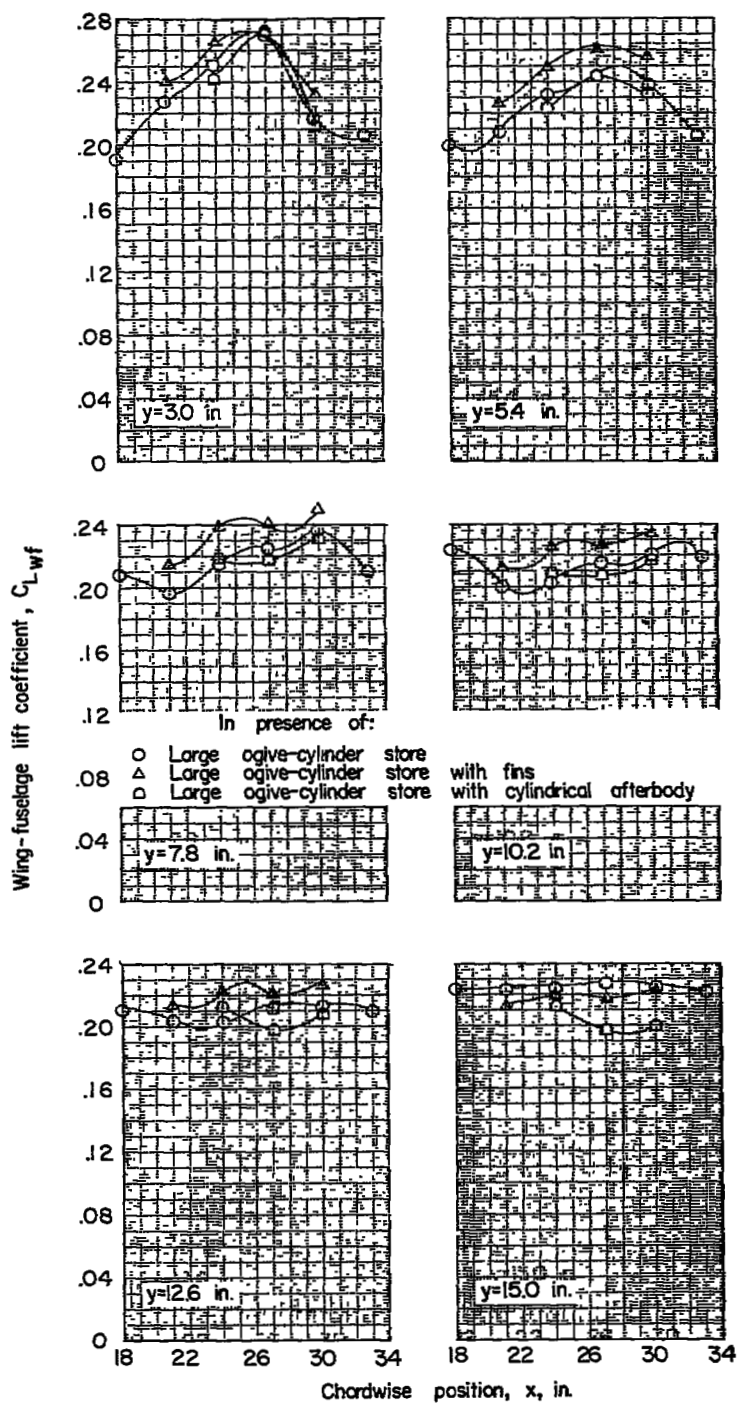 .28
.24
.20
.16
.12
.08
.04
0
y=3.0 in
y=5.4 in.
Wing-fuselage lift coefficient, C_Lwf
.24
.20
.16
.12
In presence of:
○ Large ogive-cylinder store
△ Large ogive-cylinder store with fins
□ Large ogive-cylinder store with cylindrical afterbody
.08
.04
0
y=7.8 in.
y=10.2 in
.24
.20
.16
.12
.08
.04
0
y=12.6 in.
y=15.0 in.
18 22 26 30 34
18 22 26 30 34
Chordwise position, x, in.